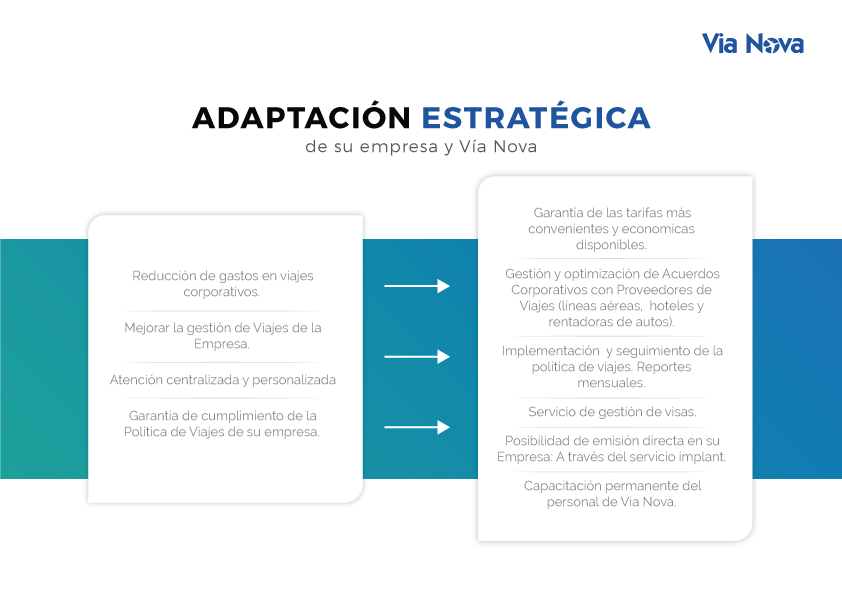 Via Nova
ADAPTACIÓN ESTRATÉGICA
de su empresa y Vía Nova
Reducción de gastos en viajes
corporativos.
Mejorar la gestión de Viajes de la
Empresa.
Atención centralizada y personalizada
Garantía de cumplimiento de la
Política de Viajes de su empresa.
Garantía de las tarifas más
convenientes y economicas
disponibles.
Gestión y optimización de Acuerdos
Corporativos con Proveedores de
Viajes (líneas aéreas, hoteles y
rentadoras de autos).
Implementación y seguimiento de la
política de viajes. Reportes
mensuales.
Servicio de gestión de visas.
Posibilidad de emisión directa en su
Empresa: A través del servicio implant.
Capacitación permanente del
personal de Via Nova.